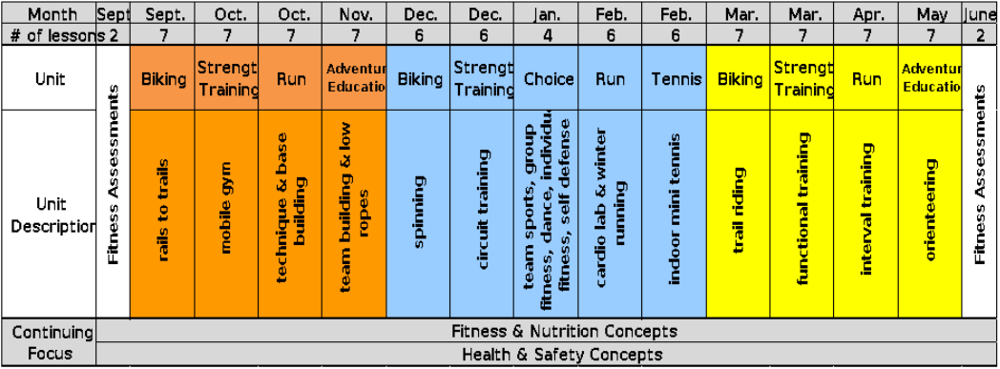 Month Sept Sept. Oct. Oct. Nov. Dec. Dec. Jan. Feb. Feb. Mar. Mar. Apr. May June
# of lessons 2 7 7 7 7 6 6 4 6 6 7 7 7 7 2
Unit
Fitness Assessments
Biking
Strengt
Training
Run
Adventur
Educatio
Biking
Strengt
Training
Choice
Run
Tennis
Biking
Strengt
Training
Run
Adventur
Educatio
Fitness Assessments
Unit
Description
rails to trails
mobile gym
technique & base
building
team building & low
ropes
spinning
circuit training
team sports, group
fitness, dance, individu
fitness, self defense
cardio lab & winter
running
indoor mini tennis
trail riding
functional training
interval training
orienteering
Continuing
Focus
Fitness & Nutrition Concepts
Health & Safety Concepts